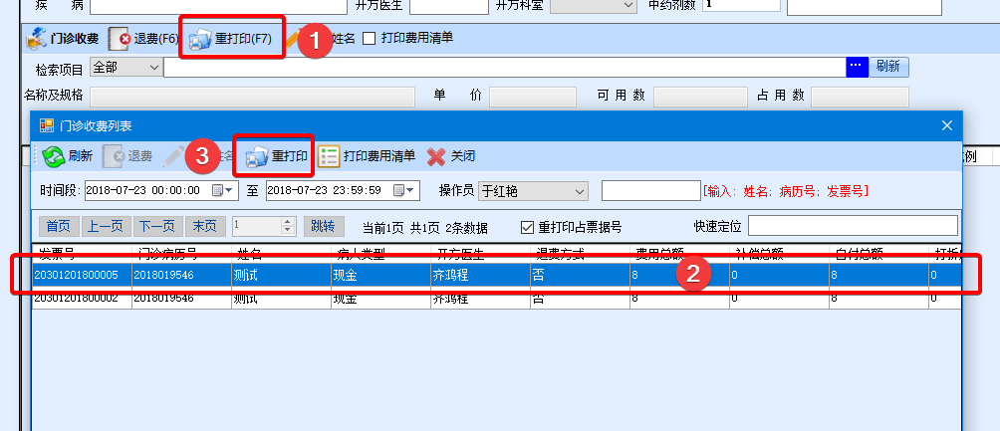 疾 病 开方医生 开方科室 中药剂数 1
门诊收费 退费(F6) 重打印(F7) 1 姓名 打印费用清单
检索项目 全部 ... 刷新
名称及规格 单 价 可 用 数 占 用 数
门诊收费列表
例
刷新 退费 3 姓名 重打印 打印费用清单 关闭
时间段: 2018-07-23 00:00:00 至 2018-07-23 23:59:59 操作员 于红艳 [输入: 姓名; 病历号; 发票号]
首页 上一页 下一页 末页 1 跳转 当前1页 共1页 2条数据 重打印占票据号 快速定位
发票号 门诊病历号 姓名 病人类型 开方医生 退费方式 费用总额 补偿总额 自付总额 打折
20301201800005 2018019546 测试 现金 齐鸿程 否 8 2 0 8 0
20301201800002 2018019546 测试 现金 齐鸿程 否 8 0 8 0